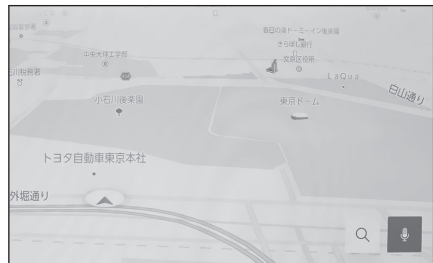 春日の湯ドーミーイン後楽園
きらぼし銀行
中央大理工学部
文京区役所
LaQua
白山通り
小石川後楽園
東京ドーム
トヨタ自動車東京本社
外堀通り